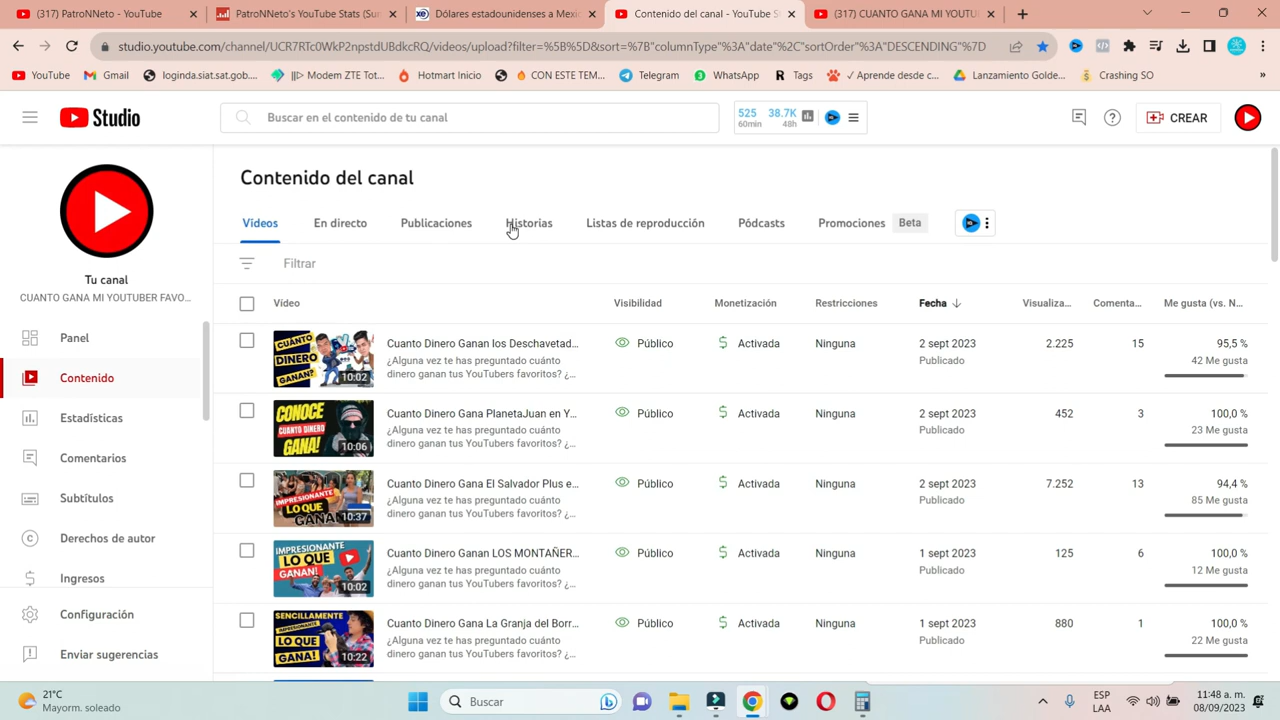 (317) PatroNNeto - YouTube
PatroNNeto's YouTube Stats (Su
Dólares estadounidenses a Mexi
Contenido del canal - YouTube S
(317) CUANTO GANA MI YOUTU
studio.youtube.com/channel/UCR7RTc0WkP2npstdUBdkcRQ/videos/upload?filter=%5B%5D&sort=%7B"columnType"%3A"date"%2C"sortOrder"%3A"DESCENDING"%7D
YouTube
Gmail
loginda.siat.sat.gob....
||▷ Modem ZTE Tot...
Hotmart Inicio
CON ESTE TEM...
Telegram
WhatsApp
Tags
✓ Aprende desde c...
Lanzamiento Golde...
Crashing SO
»
Studio
Buscar en el contenido de tu canal
525 38.7K
60min 48h
CREAR
Tu canal
CUANTO GANA MI YOUTUBER FAVO...
Panel
Contenido
Estadísticas
Comentarios
Subtítulos
Derechos de autor
Ingresos
Configuración
Enviar sugerencias
Contenido del canal
Vídeos En directo Publicaciones Historias Listas de reproducción Pódcasts Promociones Beta
Filtrar
Vídeo Visibilidad Monetización Restricciones Fecha Visualiza... Comenta... Me gusta (vs. N...
CUÁNTO
DINERO
GANAN?
10:02
Cuanto Dinero Ganan los Deschavetad...
¿Alguna vez te has preguntado cuánto
dinero ganan tus YouTubers favoritos? ¿...
Público Activada Ninguna 2 sept 2023 2.225 15 95,5 %
Publicado 42 Me gusta
CONOCE
CUANTO DINERO
GANA!
10:06
Cuanto Dinero Gana PlanetaJuan en Y...
¿Alguna vez te has preguntado cuánto
dinero ganan tus YouTubers favoritos? ¿...
Público Activada Ninguna 2 sept 2023 452 3 100,0 %
Publicado 23 Me gusta
IMPRESIONANTE
LO QUE
GANA
10:37
Cuanto Dinero Gana El Salvador Plus e...
¿Alguna vez te has preguntado cuánto
dinero ganan tus YouTubers favoritos? ¿...
Público Activada Ninguna 2 sept 2023 7.252 13 94,4 %
Publicado 85 Me gusta
IMPRESIONANTE
LO QUE
GANAN!
10:02
Cuanto Dinero Ganan LOS MONTAÑER...
¿Alguna vez te has preguntado cuánto
dinero ganan tus YouTubers favoritos? ¿...
Público Activada Ninguna 1 sept 2023 125 6 100,0 %
Publicado 12 Me gusta
SENCILLAMENTE
IMPRESIONANTE
LO QUE
GANA!
10:22
Cuanto Dinero Gana La Granja del Borr...
¿Alguna vez te has preguntado cuánto
dinero ganan tus YouTubers favoritos? ¿...
Público Activada Ninguna 1 sept 2023 880 1 100,0 %
Publicado 22 Me gusta
21°C
Mayorm. soleado
Buscar
ESP
LAA
11:48 a. m.
08/09/2023